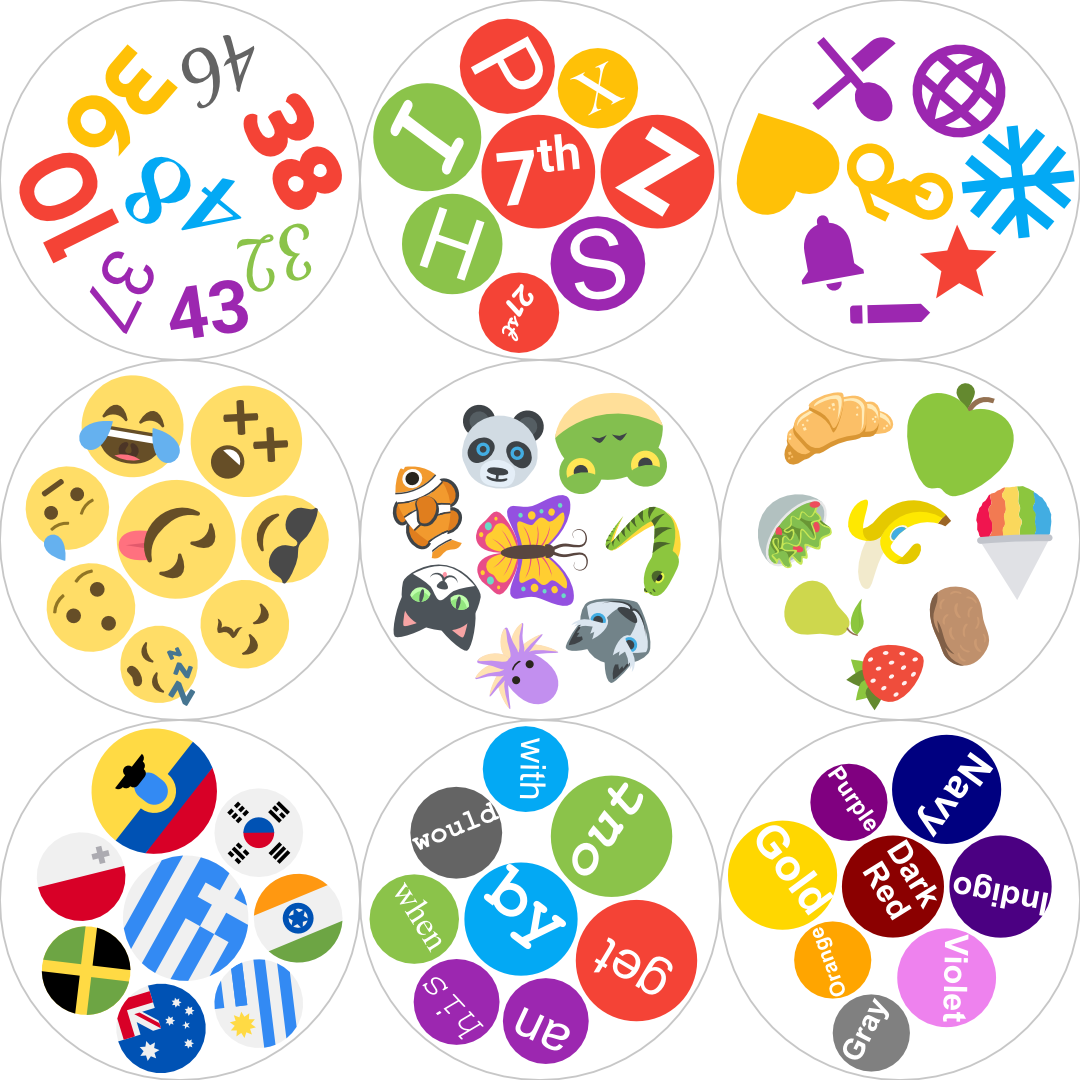 46
36
38
10
48
32
37
43
P
X
I
7th
Z
H
S
21st
zzz
with
would
out
when
by
get
his
an
Purple
Navy
Gold
Dark
Red
Indigo
Orange
Violet
Gray